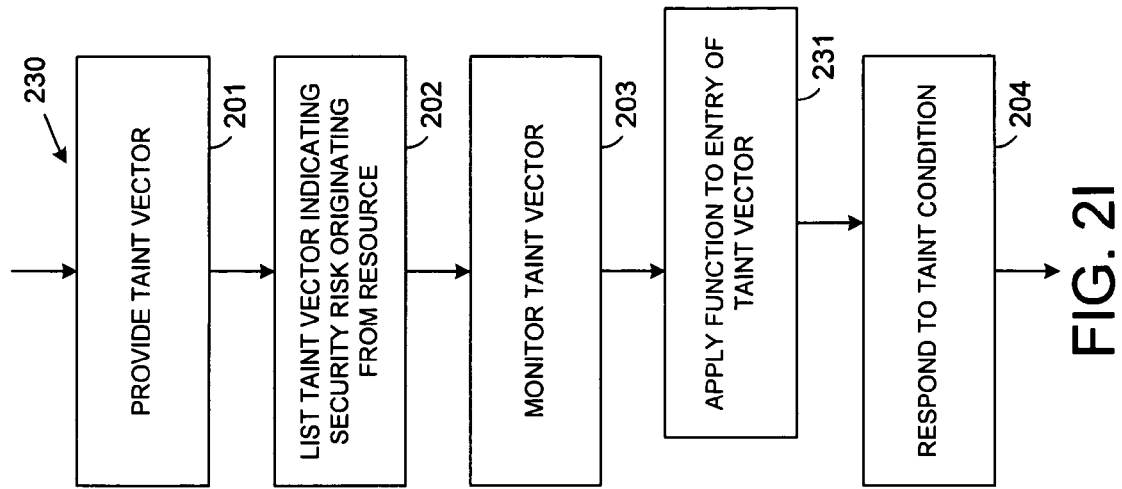 230
PROVIDE TAINT VECTOR
201
LIST TAINT VECTOR INDICATING
SECURITY RISK ORIGINATING
FROM RESOURCE
202
MONITOR TAINT VECTOR
203
APPLY FUNCTION TO ENTRY OF
TAINT VECTOR
231
RESPOND TO TAINT CONDITION
204
FIG. 2I